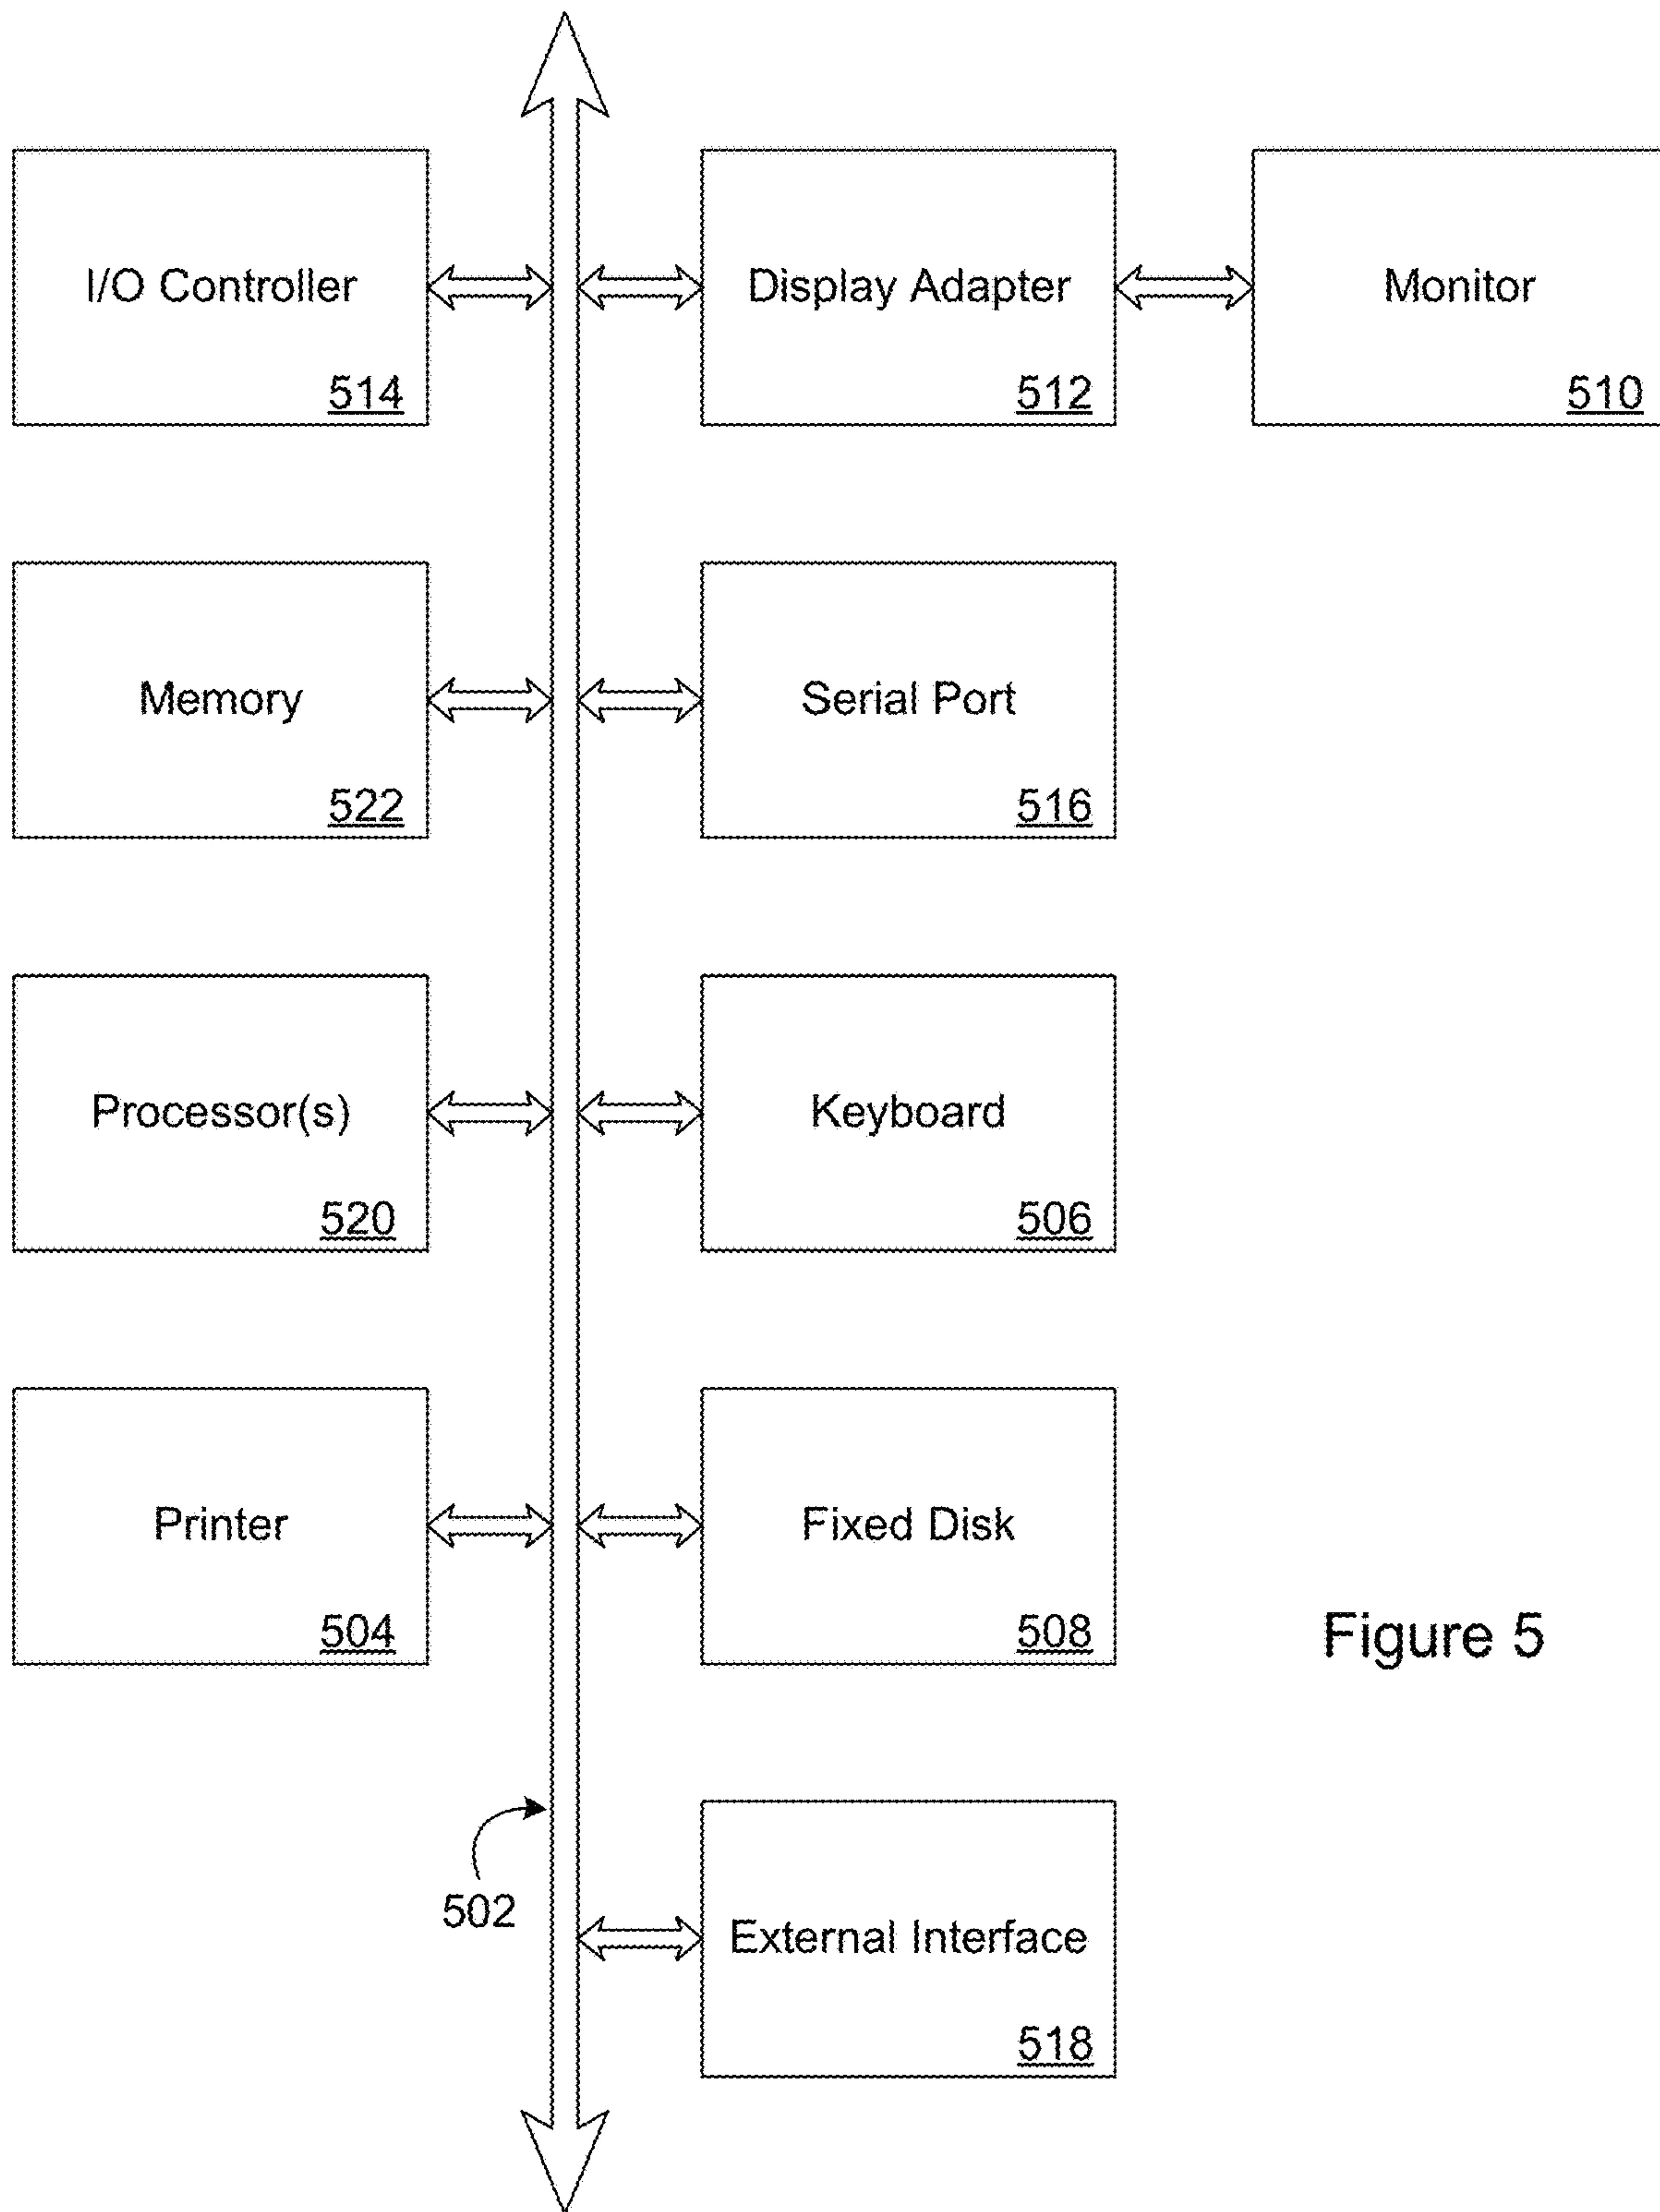 I/O Controller
514
Display Adapter
512
Monitor
510
Memory
522
Serial Port
516
Processor(s)
520
Keyboard
506
Printer
504
Fixed Disk
508
Figure 5
502
External Interface
518